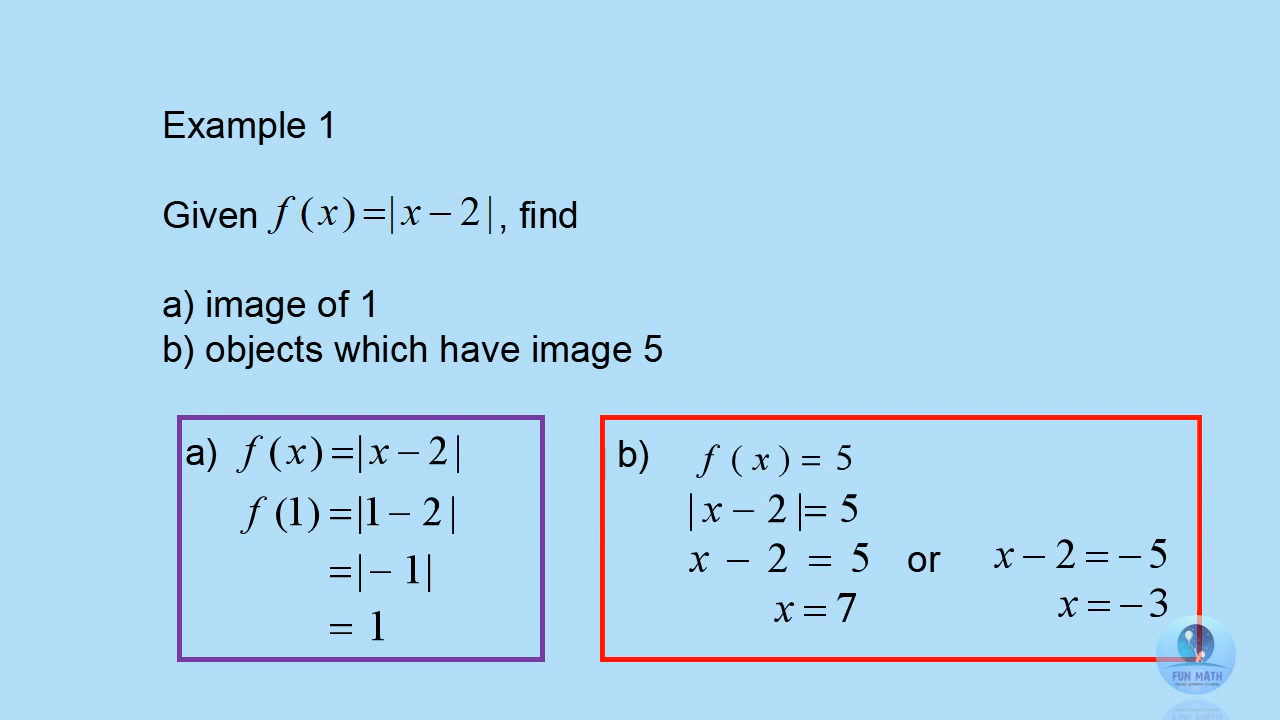 Example 1
Given f(x)=|x−2|, find
a) image of 1
b) objects which have image 5
a) f(x)=|x−2|
f(1)=|1−2|
=|−1|
=1
b) f(x)=5
|x−2|=5
x−2=5 or x−2=−5
x=7 x=−3
FUN MATH